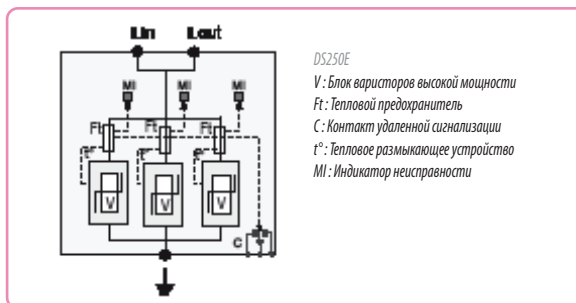 Lin Lout
MI MI MI
Ft Ft Ft
t° t° t°
V V V
C
DS250E
V : Блок варисторов высокой мощности
Ft : Тепловой предохранитель
C : Контакт удаленной сигнализации
t° : Тепловое размыкающее устройство
MI : Индикатор неисправности